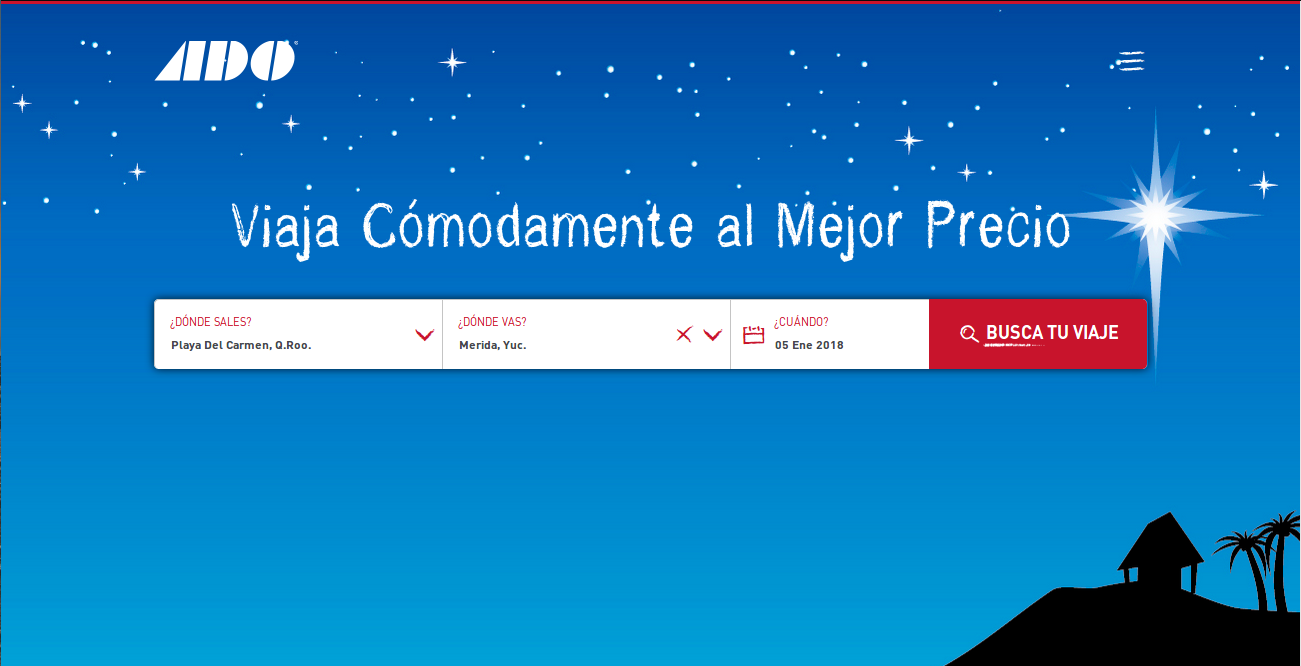 ADO®
Viaja Cómodamente al Mejor Precio
¿DÓNDE SALES?
Playa Del Carmen, Q.Roo.
¿DÓNDE VAS?
Merida, Yuc.
¿CUÁNDO?
05 Ene 2018
BUSCA TU VIAJE